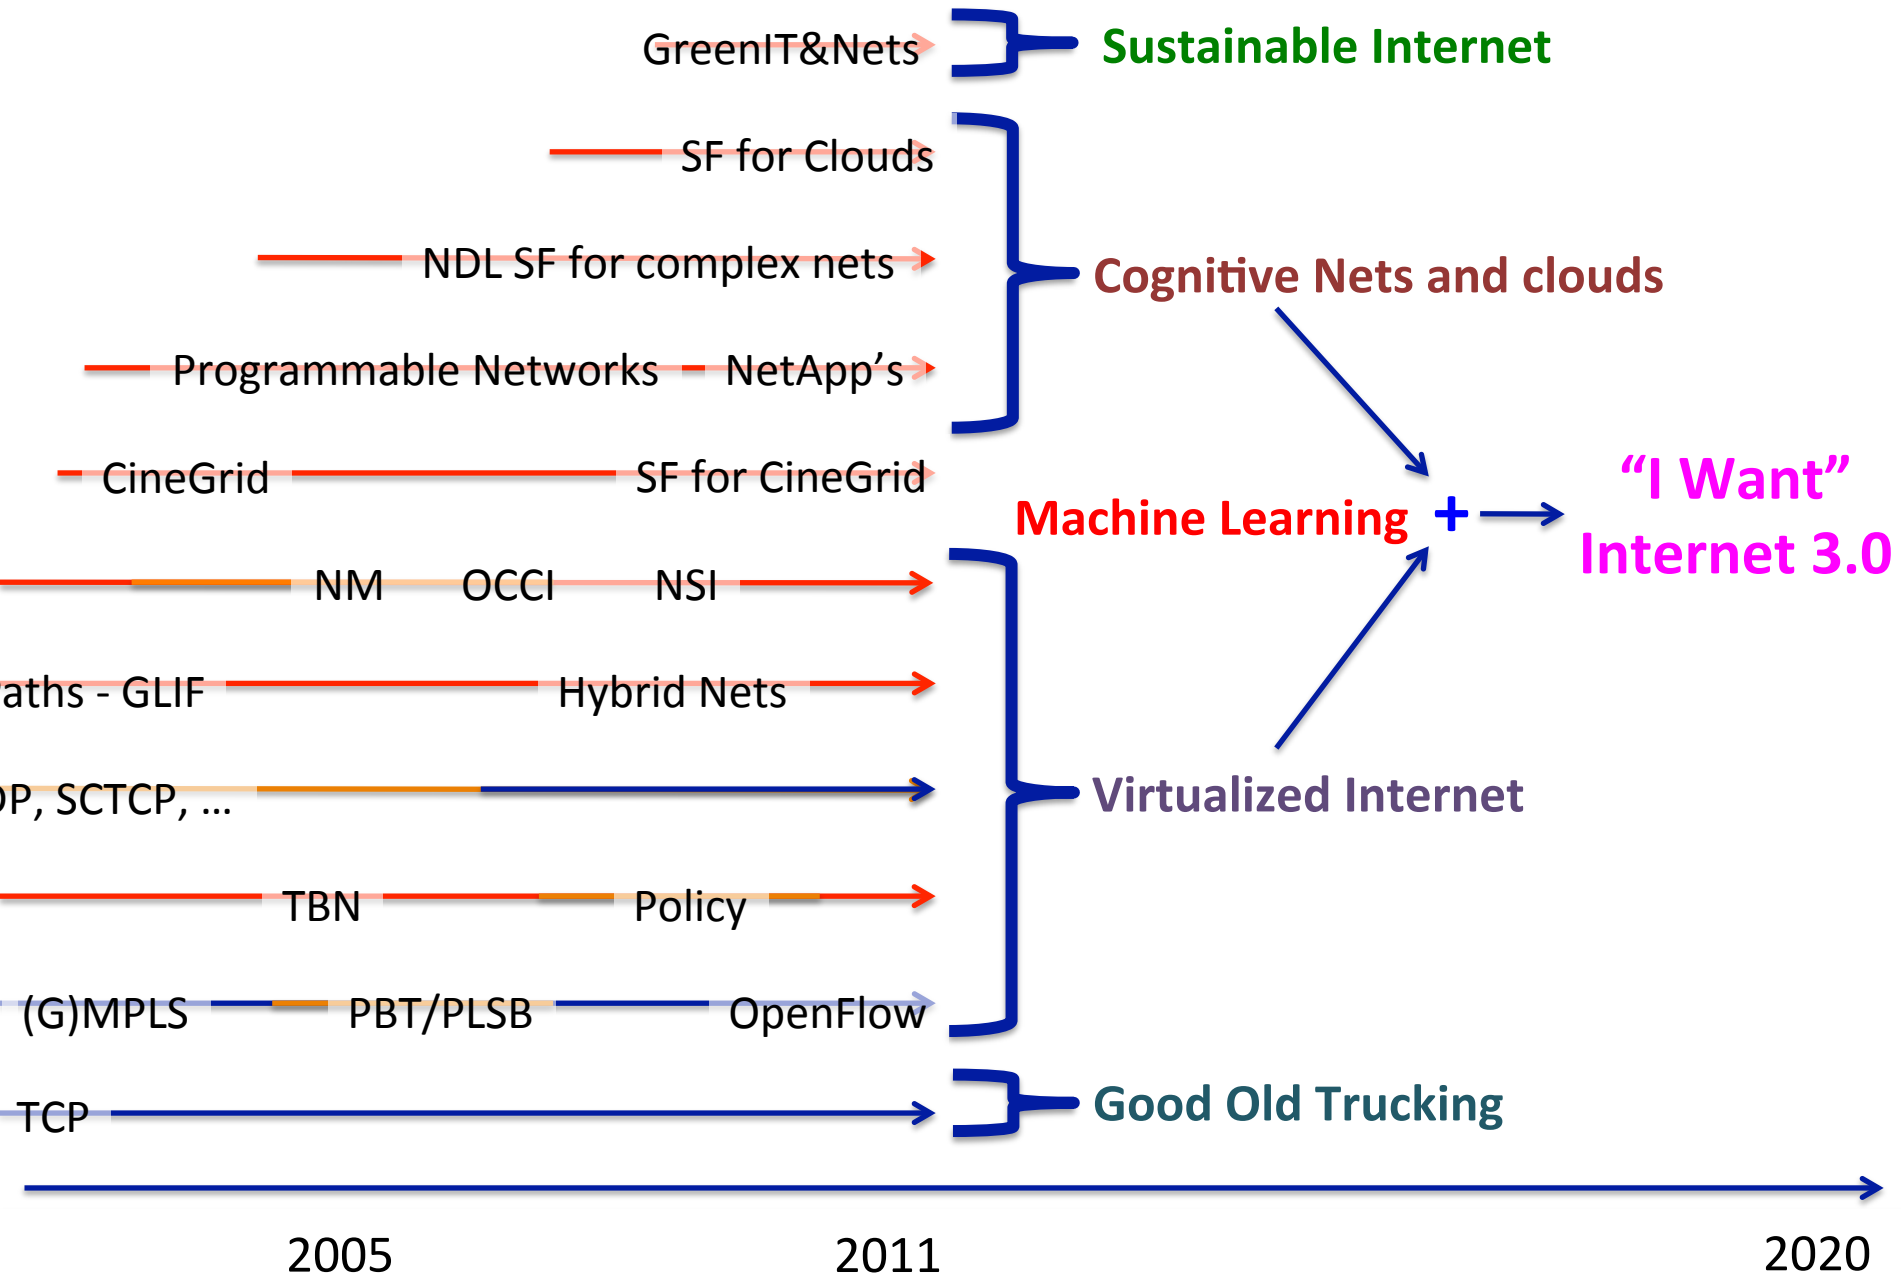 GreenIT&Nets
Sustainable Internet
SF for Clouds
NDL SF for complex nets
Cognitive Nets and clouds
Programmable Networks NetApp’s
CineGrid SF for CineGrid
Machine Learning +
“I Want”
Internet 3.0
NM OCCI NSI
- GLIF Hybrid Nets
SCTCP, ...
Virtualized Internet
TBN Policy
(G)MPLS PBT/PLSB OpenFlow
TCP
Good Old Trucking
2005 2011 2020